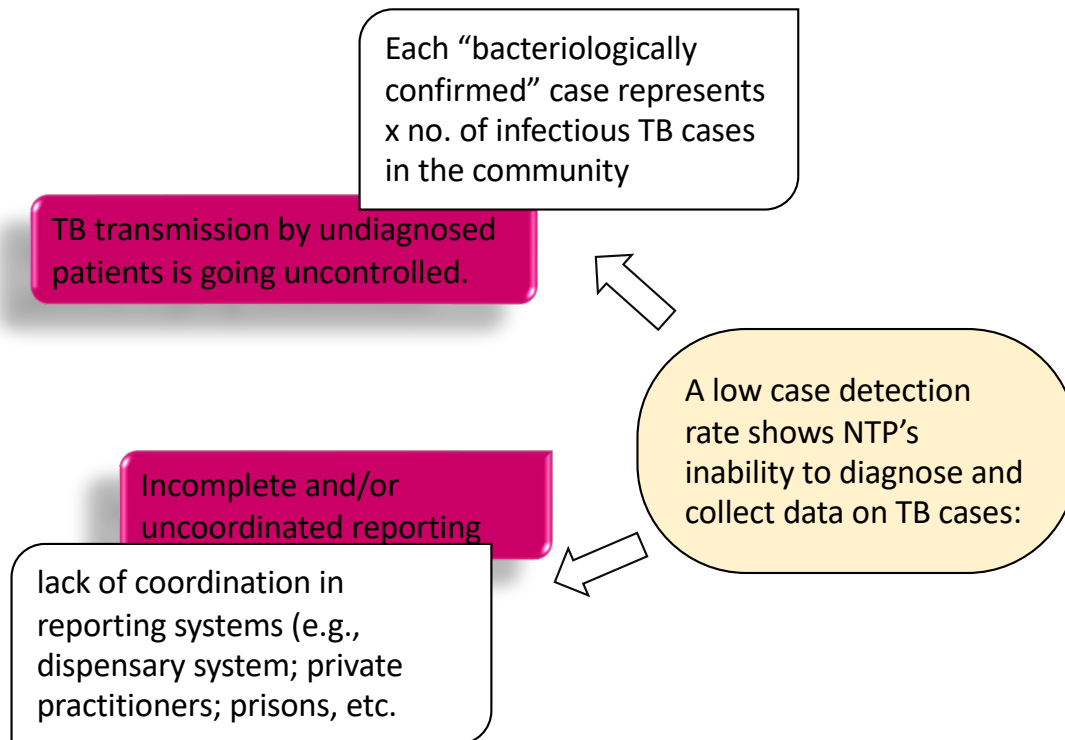 Each “bacteriologically
confirmed” case represents
x no. of infectious TB cases
in the community
TB transmission by undiagnosed
patients is going uncontrolled.
A low case detection
rate shows NTP’s
inability to diagnose and
collect data on TB cases:
Incomplete and/or
uncoordinated reporting
lack of coordination in
reporting systems (e.g.,
dispensary system; private
practitioners; prisons, etc.